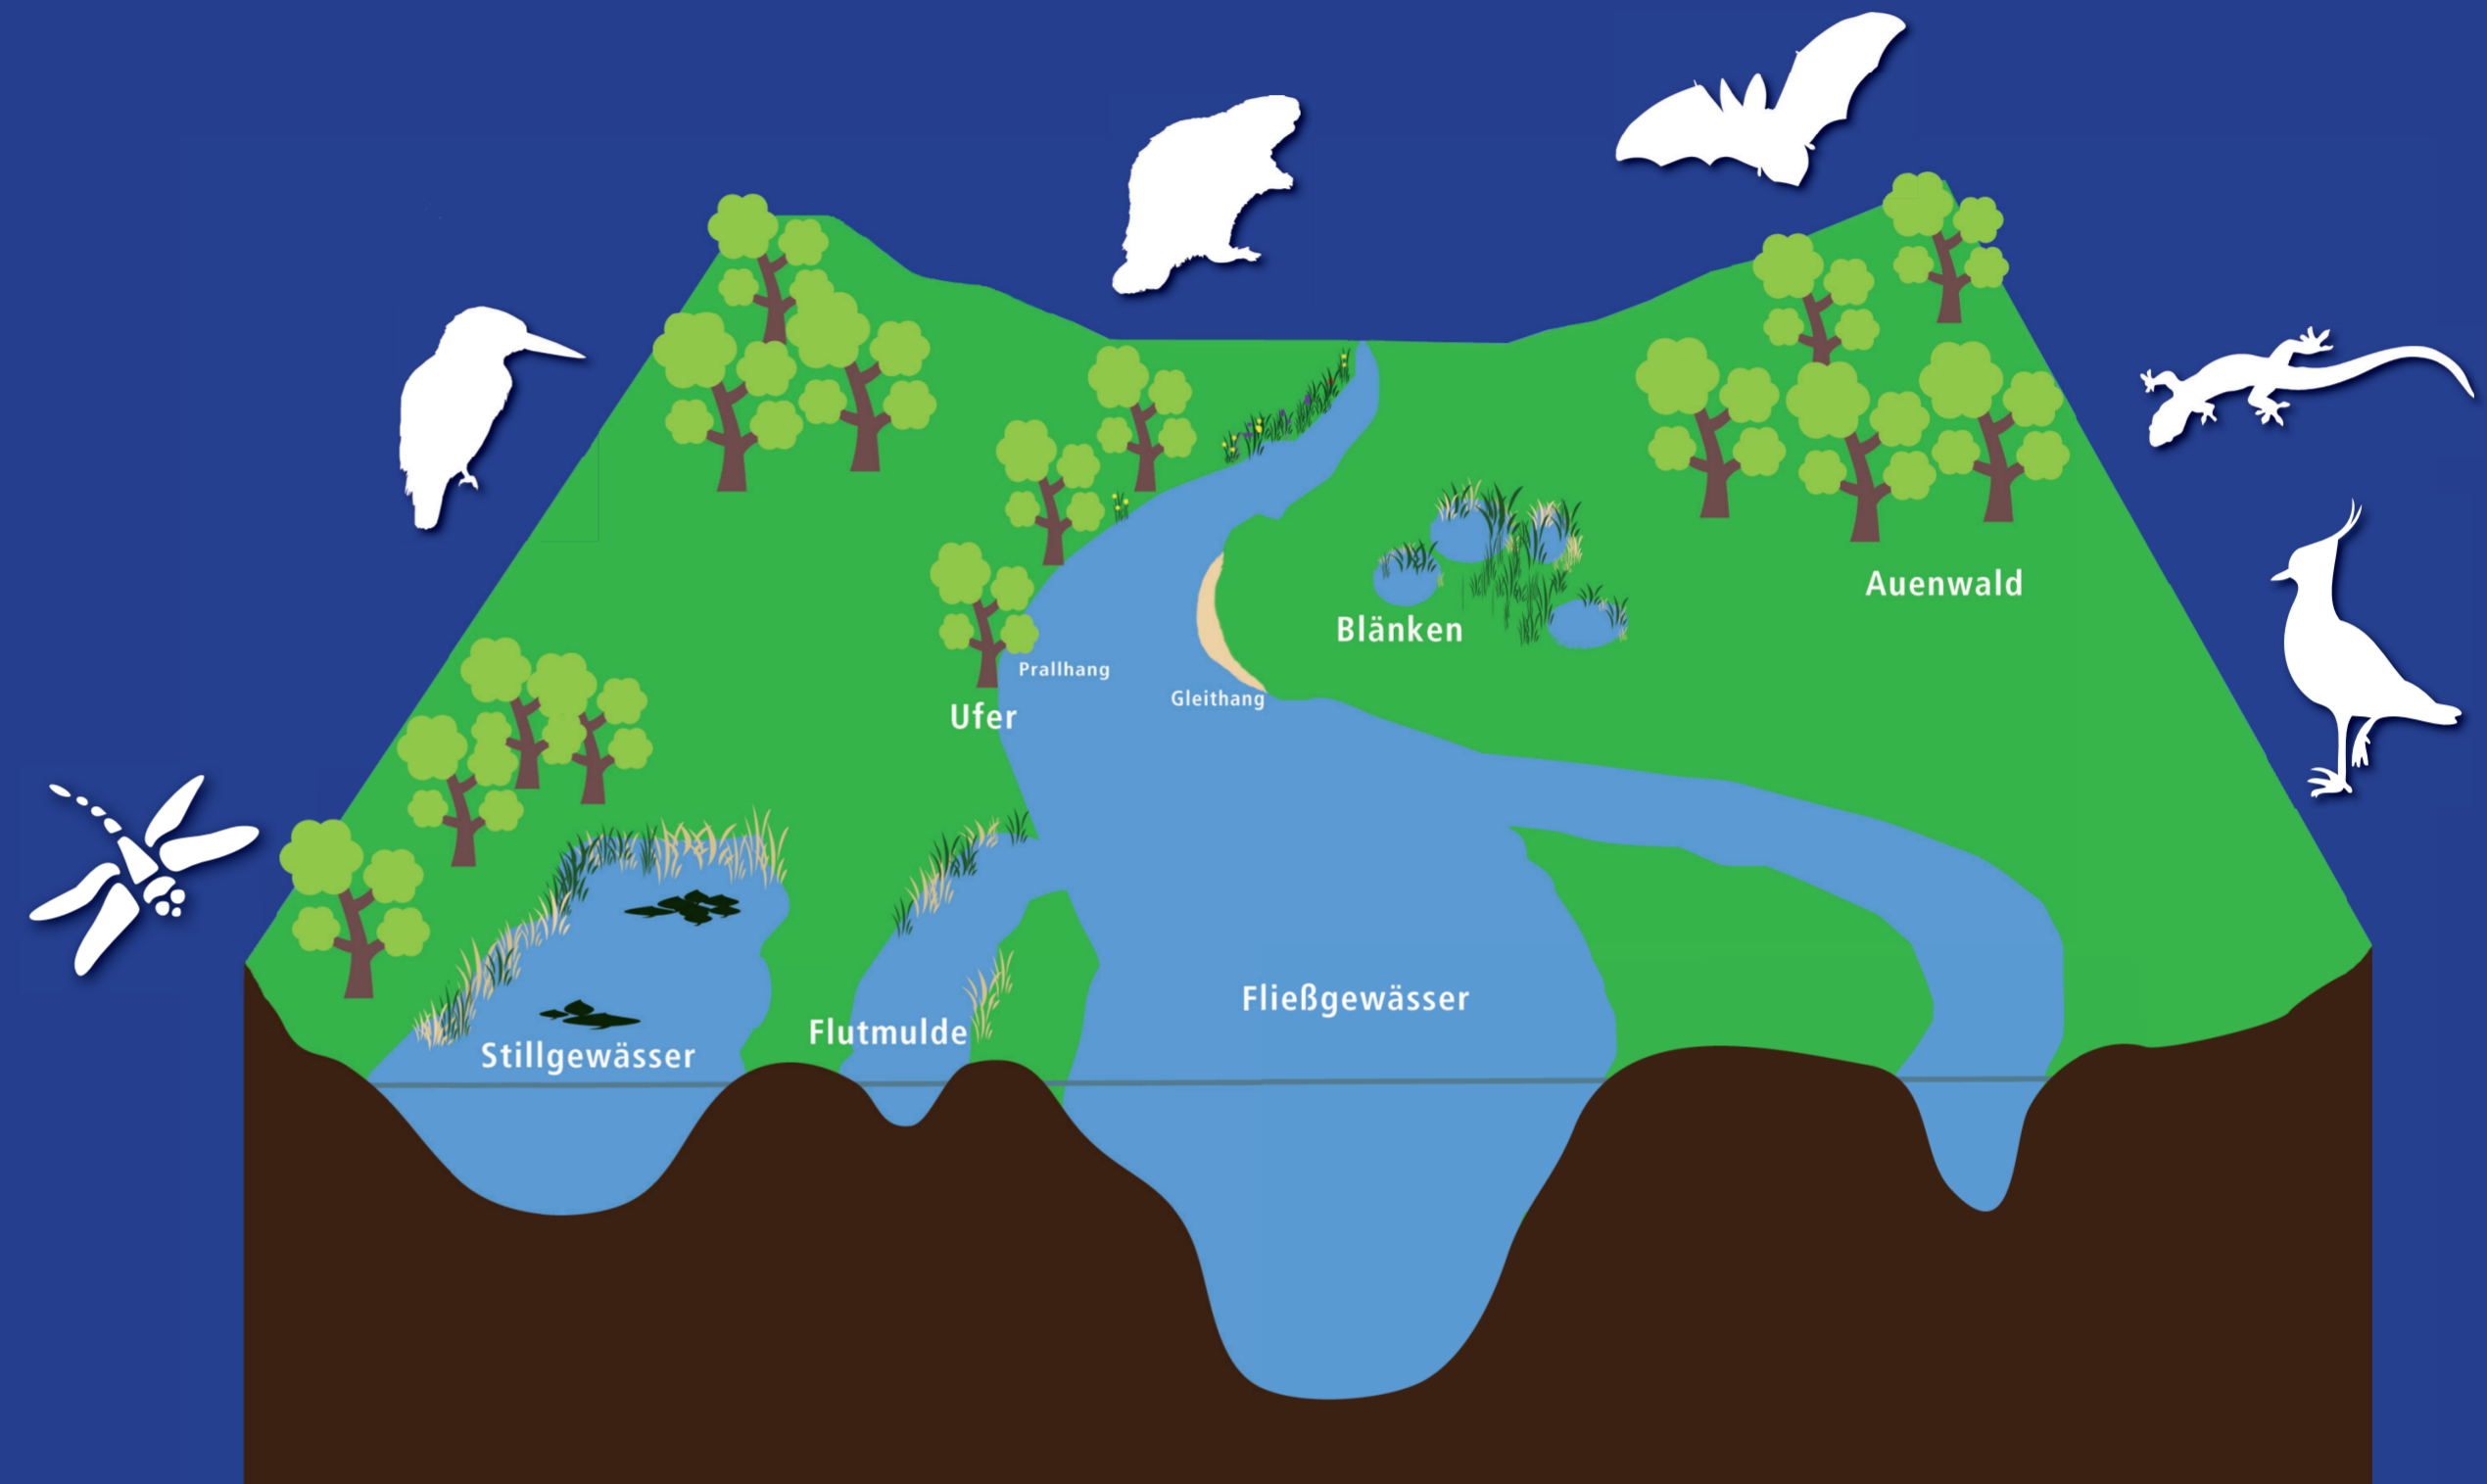 Auenwald
Blänken
Prallhang
Gleithang
Ufer
Fließgewässer
Flutmulde
Stillgewässer